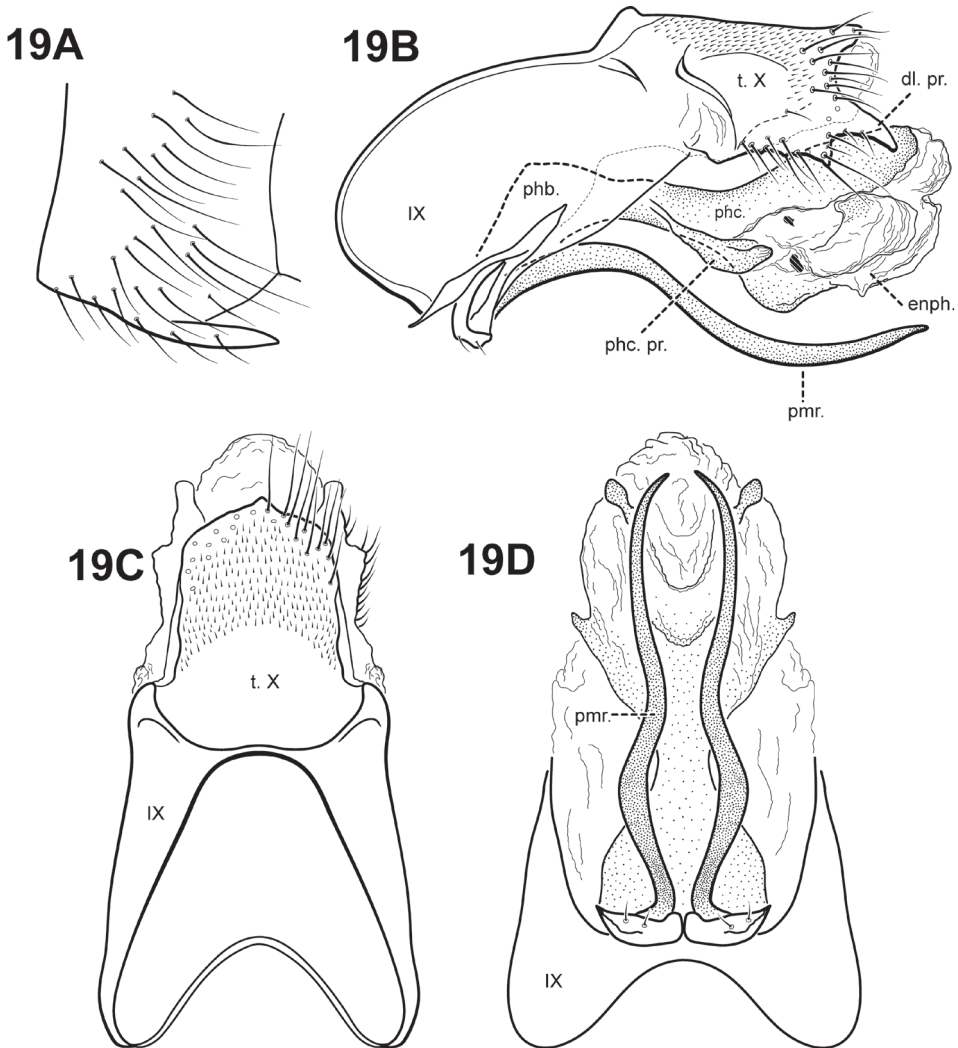 19A
19B
t. X
dl. pr.
phb.
IX
phc.
enph.
phc. pr.
pmr.
19C
19D
t. X
pmr.
IX
IX